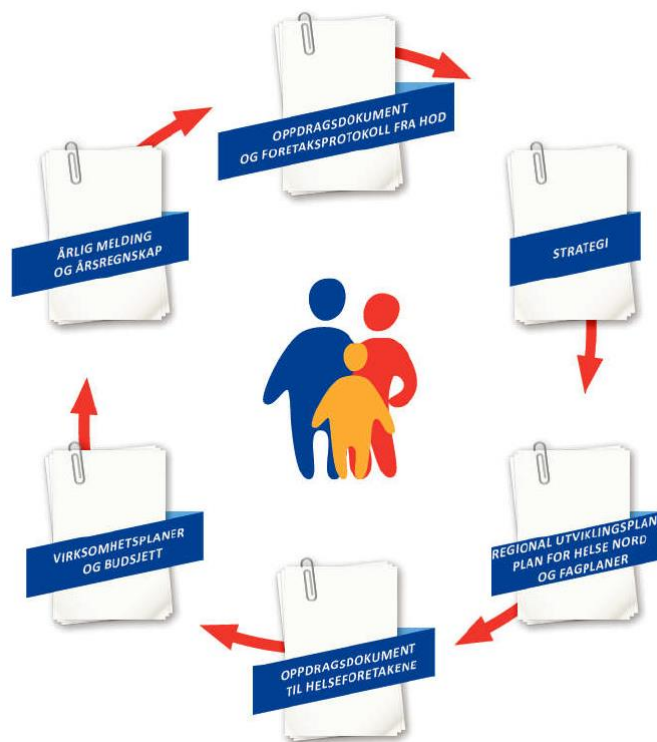 OPPDRAGSDOKUMENT
OG FORETAKSPROTOKOLL FRA HOD
STRATEGI
REGIONAL UTVIKLINGSPLAN
PLAN FOR HELSE NORD
OG FAGPLANER
OPPDRAGSDOKUMENT
TIL HELSEFORETAKENE
VIRKSOMHETSPLANER
OG BUDSJETT
ÅRLIG MELDING
OG ÅRSREGNSKAP